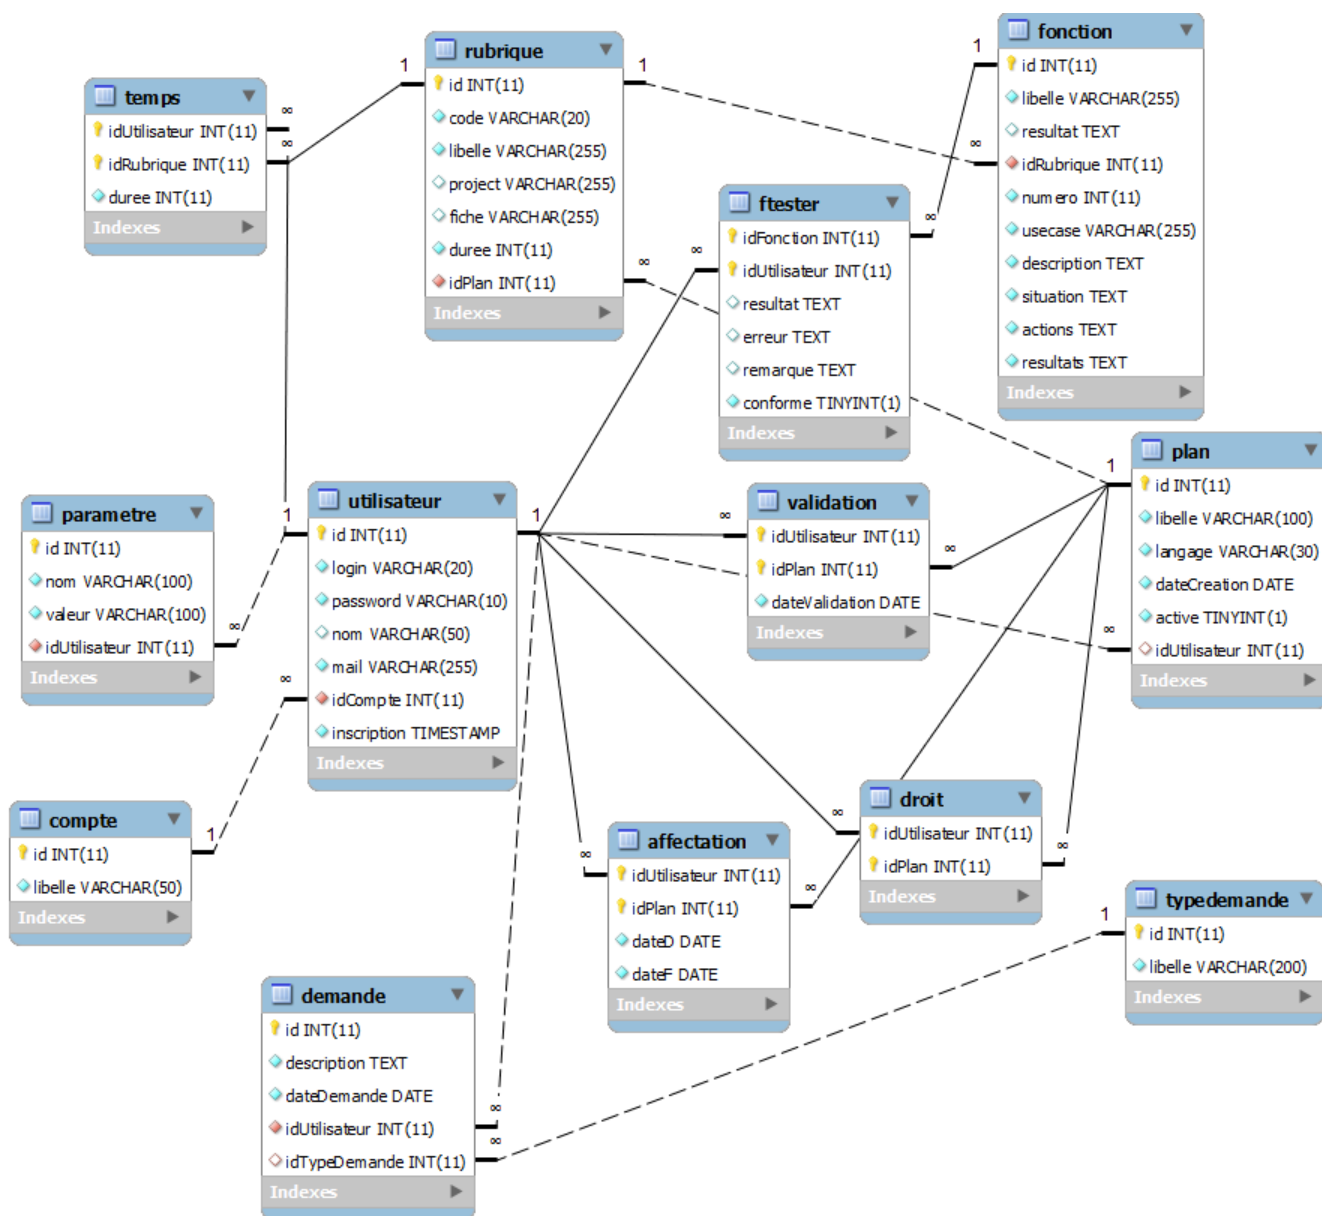 temps
idUtilisateur INT(11)
idRubrique INT(11)
duree INT(11)
Indexes
rubrique
id INT(11)
code VARCHAR(20)
libelle VARCHAR(255)
project VARCHAR(255)
fiche VARCHAR(255)
duree INT(11)
idPlan INT(11)
Indexes
fonction
id INT(11)
libelle VARCHAR(255)
resultat TEXT
idRubrique INT(11)
numero INT(11)
usecase VARCHAR(255)
description TEXT
situation TEXT
actions TEXT
resultats TEXT
Indexes
ftester
idFonction INT(11)
idUtilisateur INT(11)
resultat TEXT
erreur TEXT
remarque TEXT
conforme TINYINT(1)
Indexes
parametre
id INT(11)
nom VARCHAR(100)
valeur VARCHAR(100)
idUtilisateur INT(11)
Indexes
utilisateur
id INT(11)
login VARCHAR(20)
password VARCHAR(10)
nom VARCHAR(50)
mail VARCHAR(255)
idCompte INT(11)
inscription TIMESTAMP
Indexes
validation
idUtilisateur INT(11)
idPlan INT(11)
dateValidation DATE
Indexes
plan
id INT(11)
libelle VARCHAR(100)
langage VARCHAR(30)
dateCreation DATE
active TINYINT(1)
idUtilisateur INT(11)
Indexes
compte
id INT(11)
libelle VARCHAR(50)
Indexes
affectation
idUtilisateur INT(11)
idPlan INT(11)
dateD DATE
dateF DATE
Indexes
droit
idUtilisateur INT(11)
idPlan INT(11)
Indexes
typedemande
id INT(11)
libelle VARCHAR(200)
Indexes
demande
id INT(11)
description TEXT
dateDemande DATE
idUtilisateur INT(11)
idTypeDemande INT(11)
Indexes
1
∞
∞
1
∞
1
∞
∞
∞
1
1
∞
∞
1
∞
∞
1
∞
∞
∞
∞
∞
∞
1
∞
∞